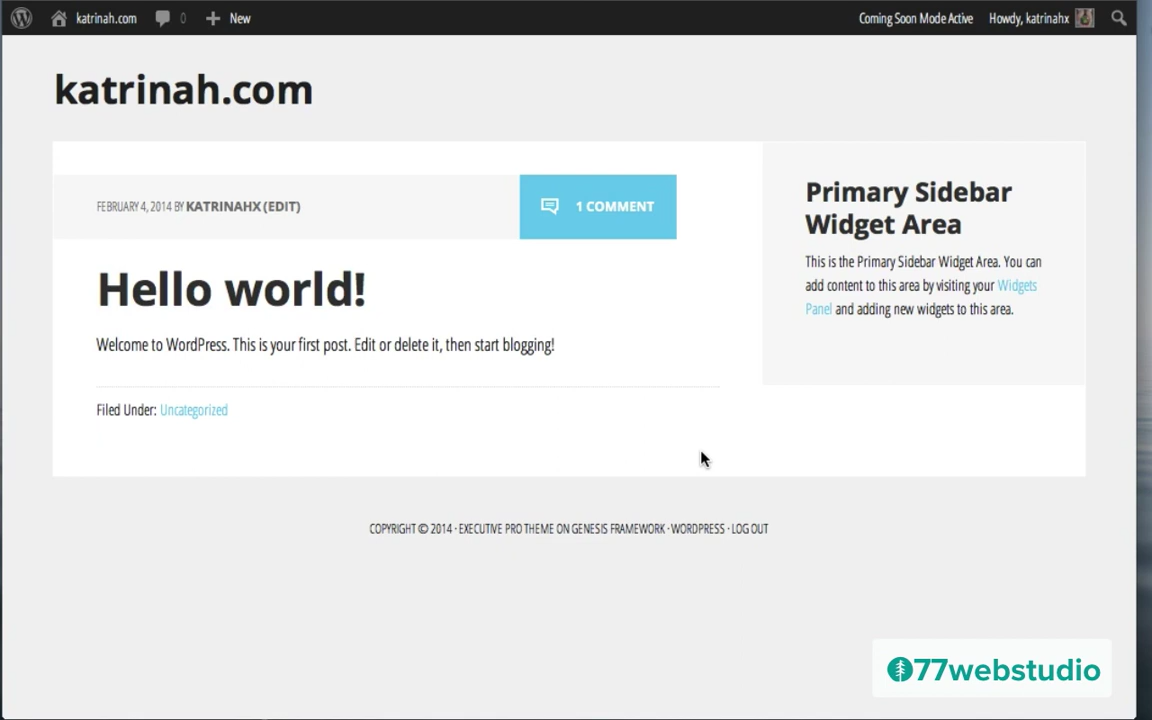 katrinah.com 0 New Coming Soon Mode Active Howdy, katrinahx
katrinah.com
FEBRUARY 4, 2014 BY KATRINAHX (EDIT)
1 COMMENT
Hello world!
Welcome to WordPress. This is your first post. Edit or delete it, then start blogging!
Filed Under: Uncategorized
Primary Sidebar
Widget Area
This is the Primary Sidebar Widget Area. You can
add content to this area by visiting your Widgets
Panel and adding new widgets to this area.
COPYRIGHT © 2014 · EXECUTIVE PRO THEME ON GENESIS FRAMEWORK · WORDPRESS · LOG OUT
77webstudio